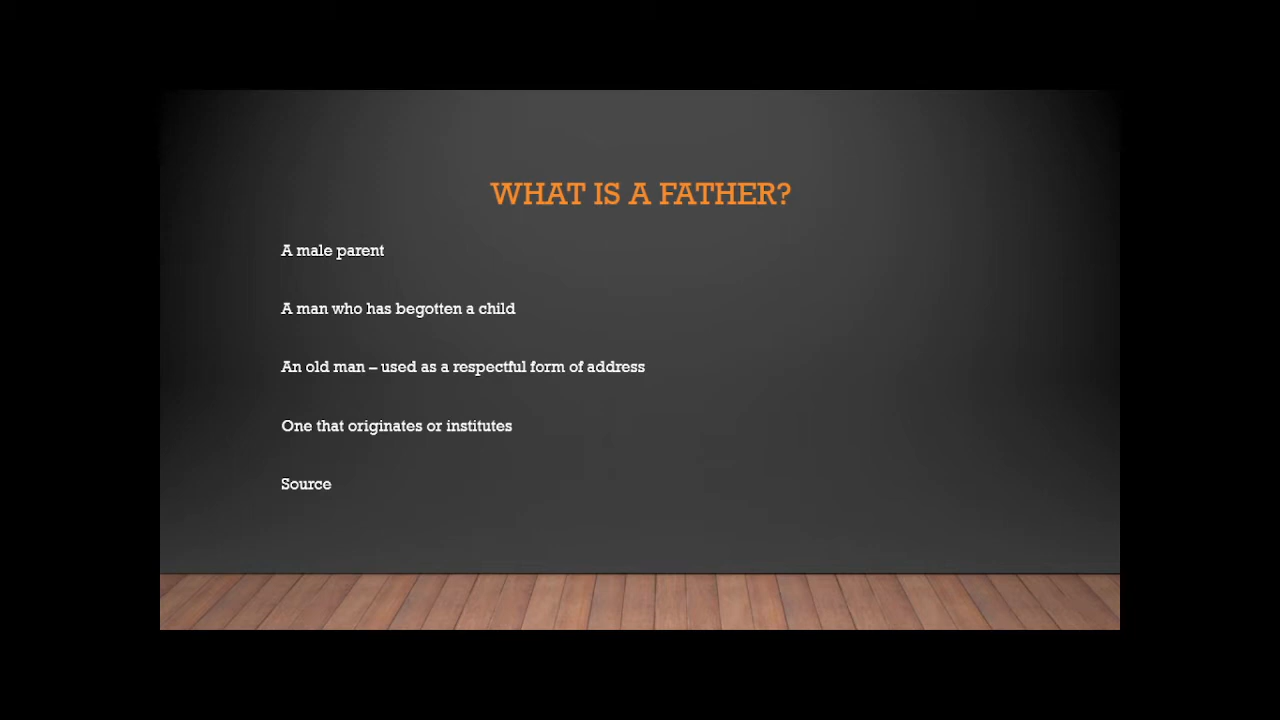 WHAT IS A FATHER?
A male parent
A man who has begotten a child
An old man – used as a respectful form of address
One that originates or institutes
Source